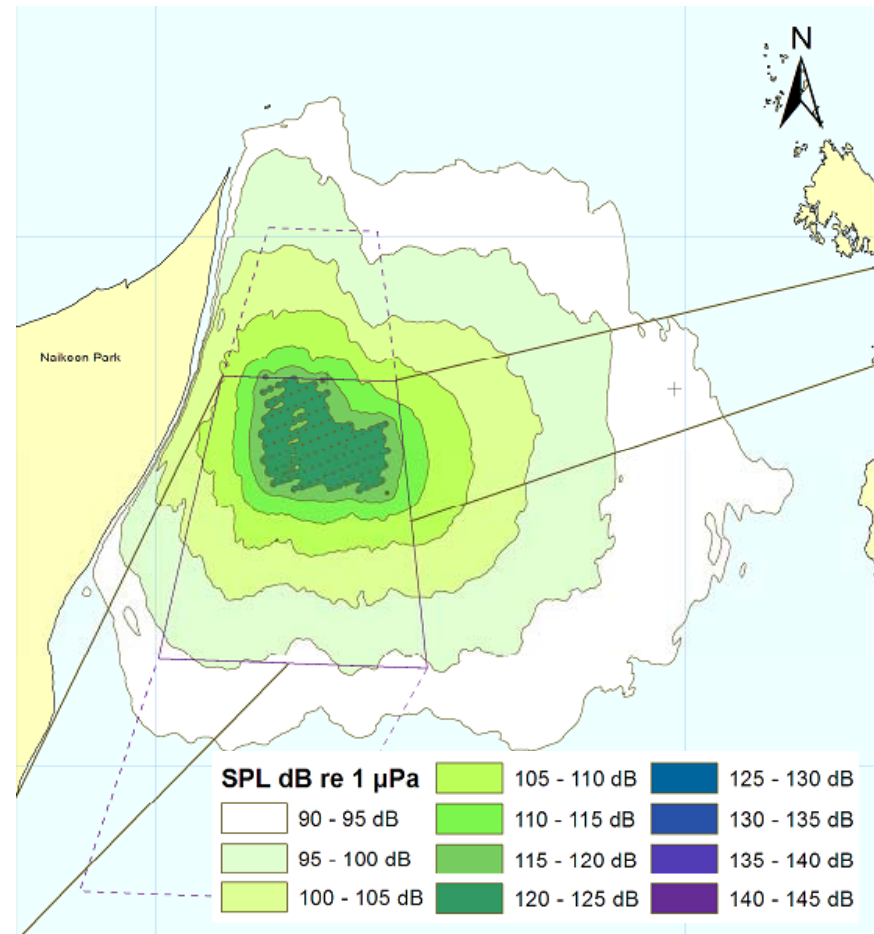 N
Naikoon Park
SPL dB re 1 µPa
90 - 95 dB
95 - 100 dB
100 - 105 dB
105 - 110 dB
110 - 115 dB
115 - 120 dB
120 - 125 dB
125 - 130 dB
130 - 135 dB
135 - 140 dB
140 - 145 dB